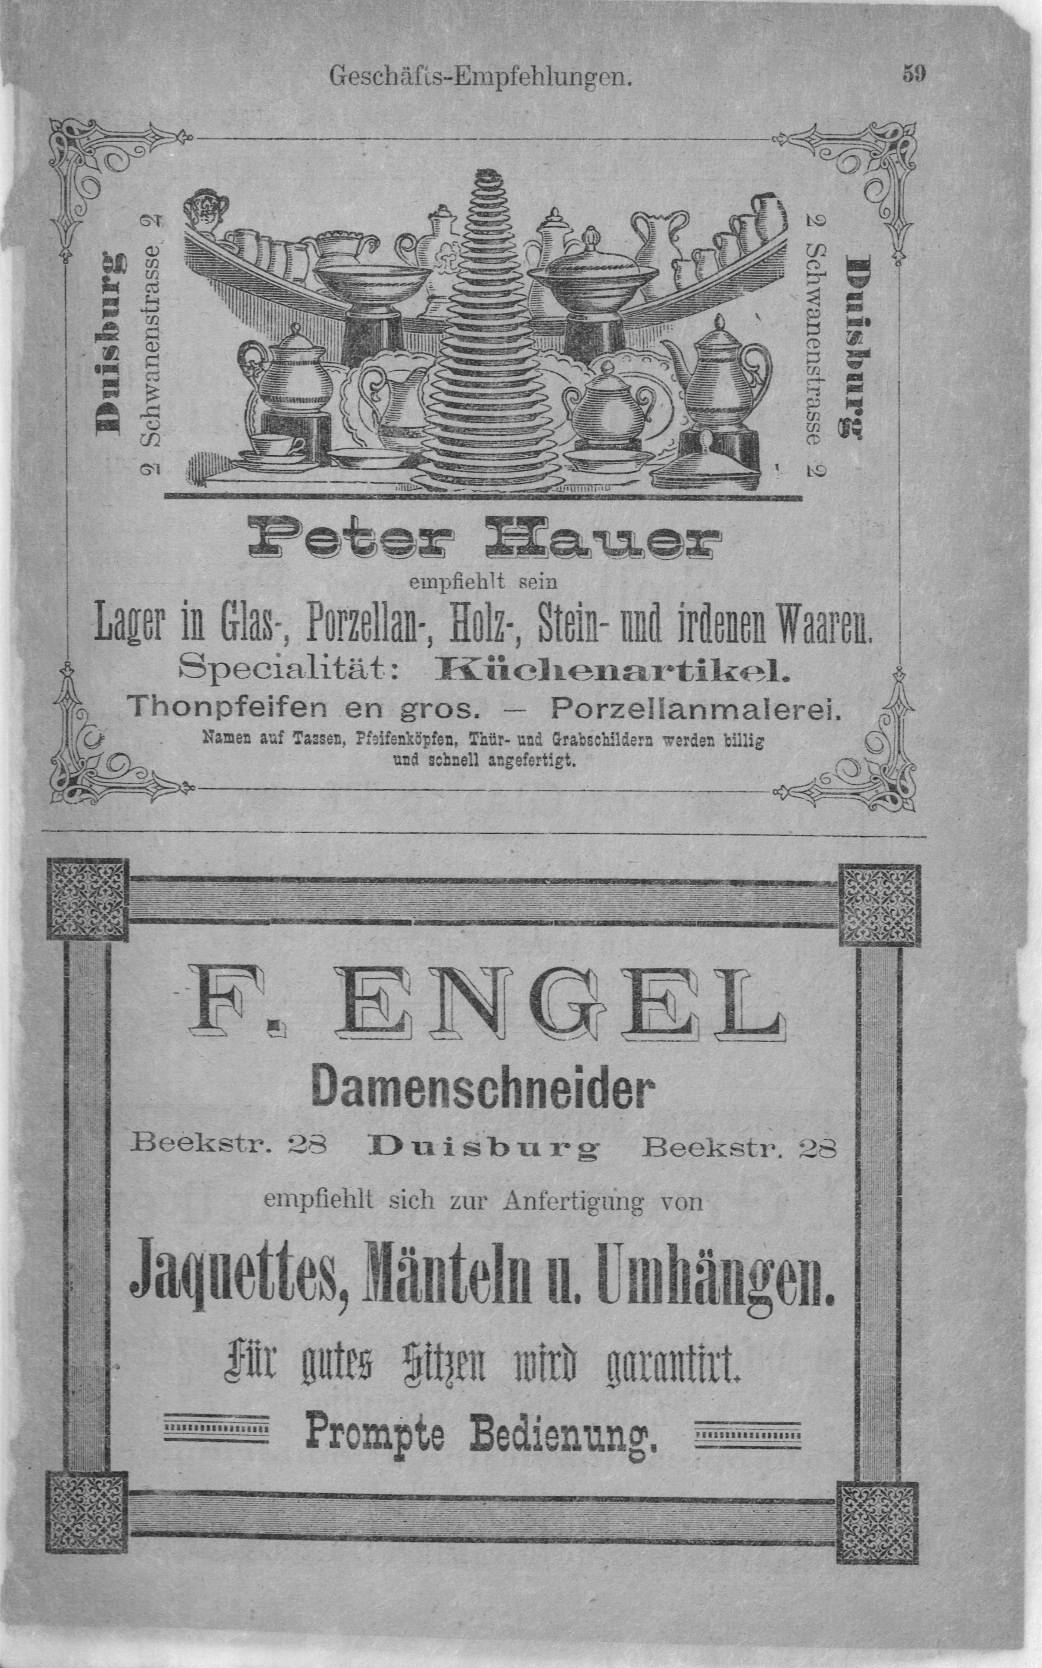 Geschäfts-Empfehlungen. 59
Duisburg
2 Schwanenstrasse 2
2 Schwanenstrasse 2
Duisburg
Peter Hauer
empfiehlt sein
Lager in Glas-, Porzellan-, Holz-, Stein- und irdenen Waaren.
Specialität: Küchenartikel.
Thonpfeifen en gros. — Porzellanmalerei.
Namen auf Tassen, Pfeifenköpfen, Thür- und Grabschildern werden billig
und schnell angefertigt.
F. ENGEL
Damenschneider
Beekstr. 28 Duisburg Beekstr. 28
empfiehlt sich zur Anfertigung von
Jaquettes, Mänteln u. Umhängen.
Für gutes Sitzen wird garantirt.
Prompte Bedienung.